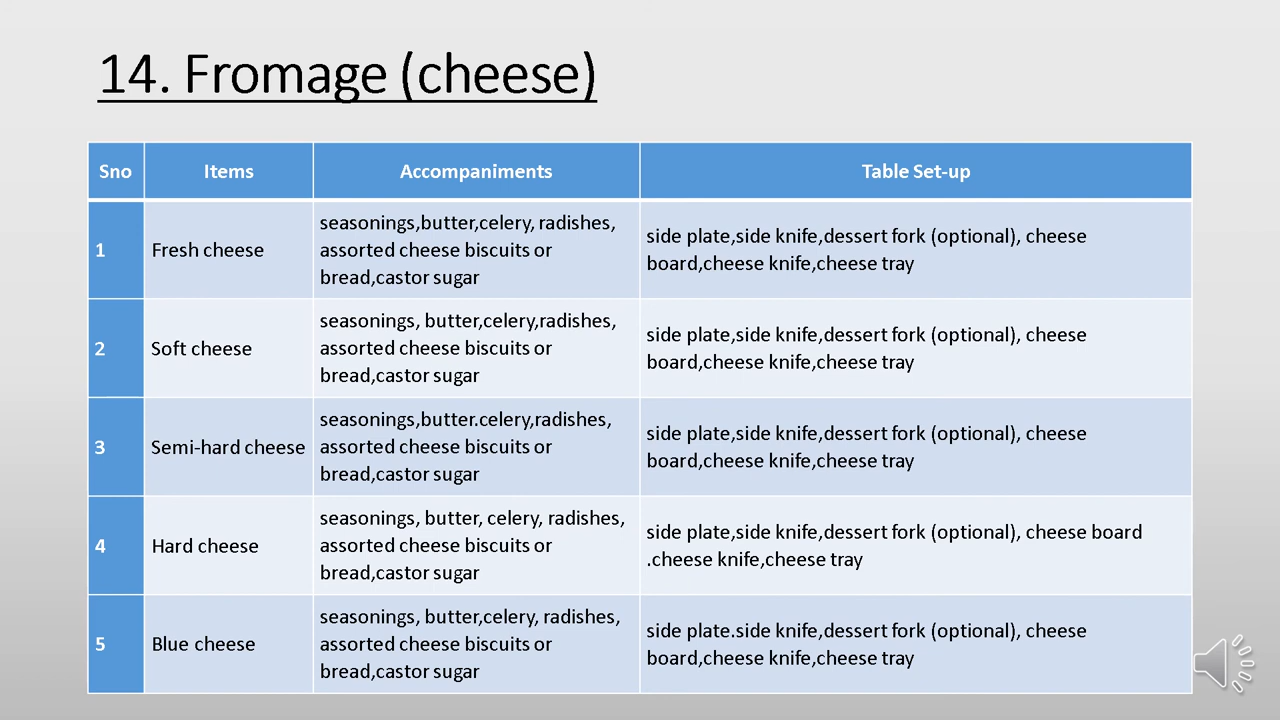 14. Fromage (cheese)
Sno Items Accompaniments Table Set-up
1 Fresh cheese
seasonings,butter,celery, radishes,
assorted cheese biscuits or
bread,castor sugar
side plate,side knife,dessert fork (optional), cheese
board,cheese knife,cheese tray
2 Soft cheese
seasonings, butter,celery,radishes,
assorted cheese biscuits or
bread,castor sugar
side plate,side knife,dessert fork (optional), cheese
board,cheese knife,cheese tray
3 Semi-hard cheese
seasonings,butter.celery,radishes,
assorted cheese biscuits or
bread,castor sugar
side plate,side knife,dessert fork (optional), cheese
board,cheese knife,cheese tray
4 Hard cheese
seasonings, butter, celery, radishes,
assorted cheese biscuits or
bread,castor sugar
side plate,side knife,dessert fork (optional), cheese board
.cheese knife,cheese tray
5 Blue cheese
seasonings, butter,celery, radishes,
assorted cheese biscuits or
bread,castor sugar
side plate.side knife,dessert fork (optional), cheese
board,cheese knife,cheese tray